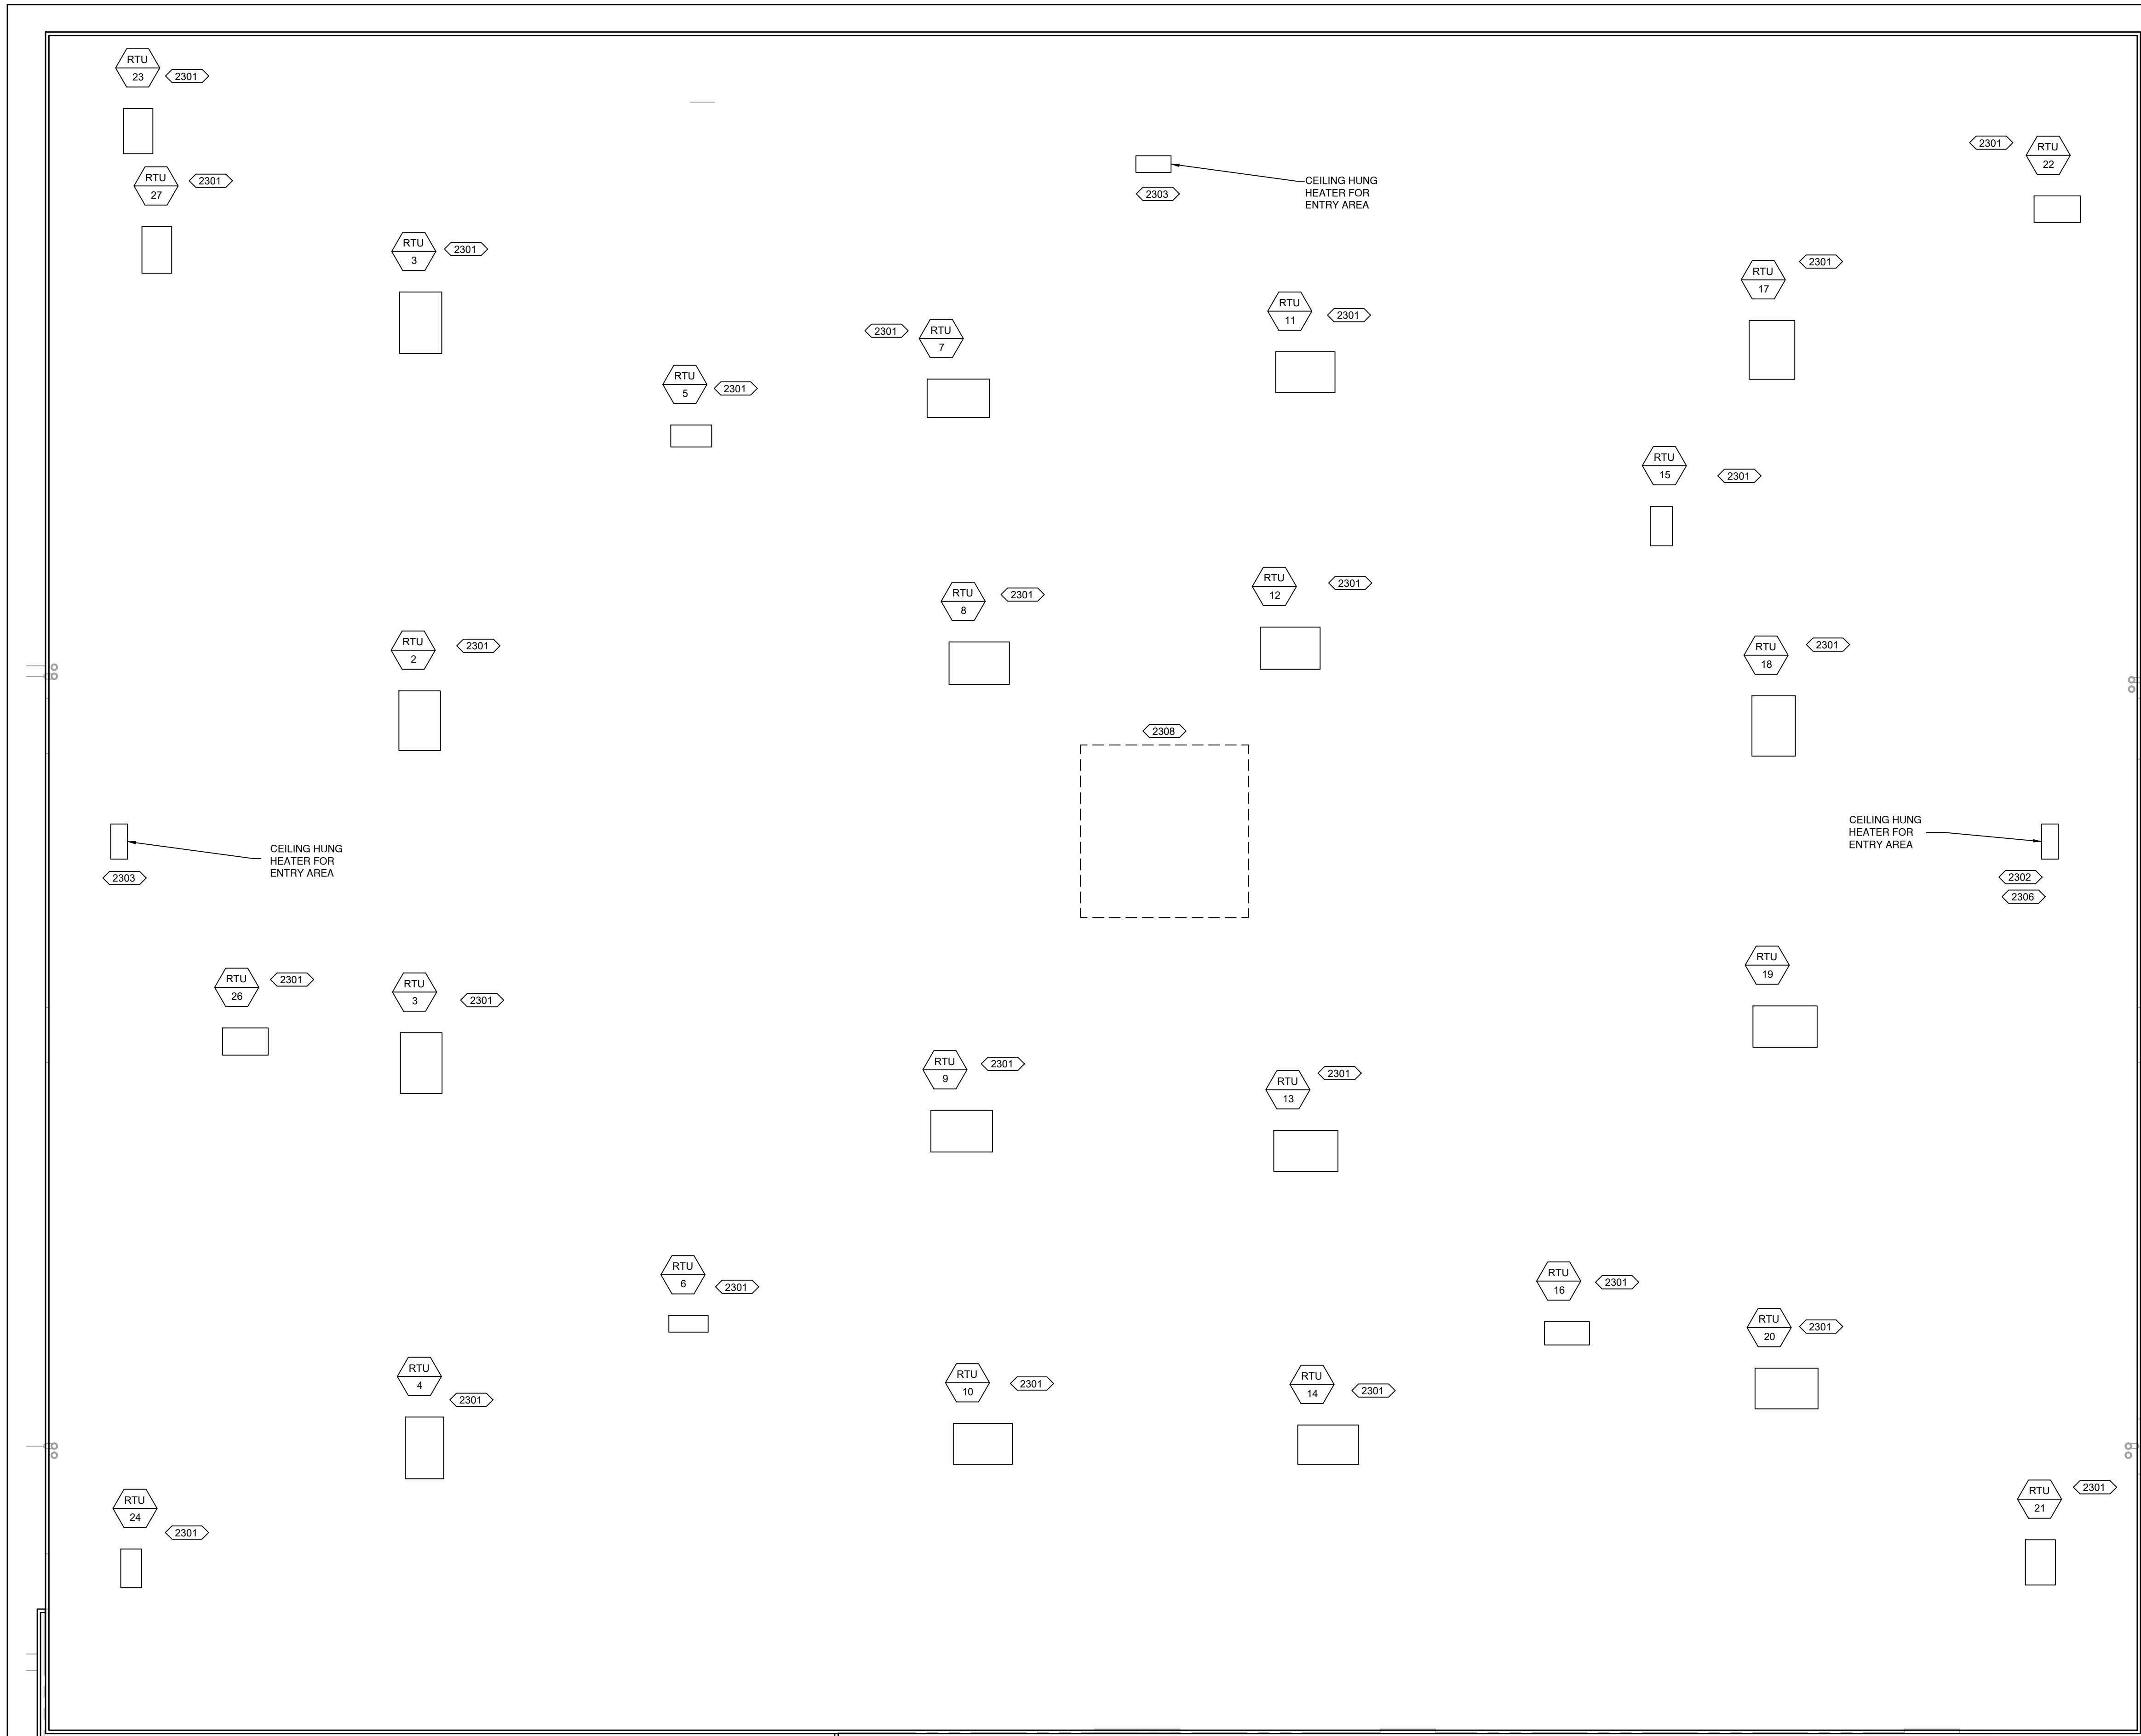 RTU
23
2301
RTU
27
2301
2303
CEILING HUNG
HEATER FOR
ENTRY AREA
2301
RTU
22
RTU
3
2301
RTU
17
2301
RTU
11
2301
2301
RTU
7
RTU
5
2301
RTU
15
2301
RTU
8
2301
RTU
12
2301
RTU
2
2301
RTU
18
2301
2308
CEILING HUNG
HEATER FOR
ENTRY AREA
2303
CEILING HUNG
HEATER FOR
ENTRY AREA
2302
2306
RTU
26
2301
RTU
3
2301
RTU
19
RTU
9
2301
RTU
13
2301
RTU
6
2301
RTU
16
2301
RTU
20
2301
RTU
4
2301
RTU
10
2301
RTU
14
2301
RTU
24
2301
RTU
21
2301